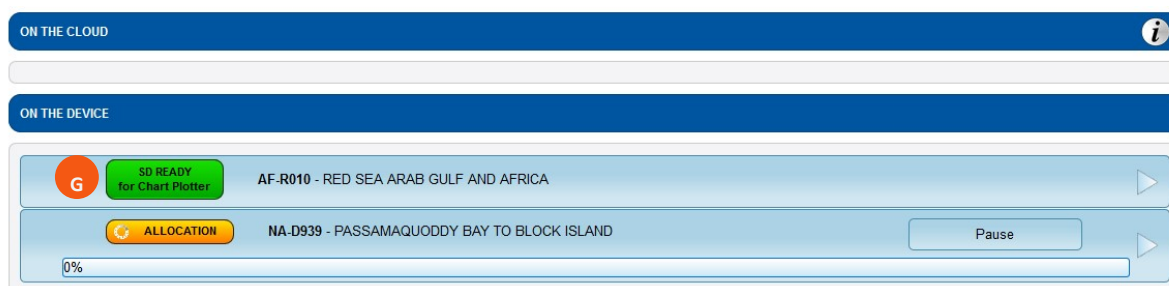 ON THE CLOUD
i
ON THE DEVICE
G
SD READY
for Chart Plotter
AF-R010 - RED SEA ARAB GULF AND AFRICA
ALLOCATION
NA-D939 - PASSAMAQUODDY BAY TO BLOCK ISLAND
Pause
0%